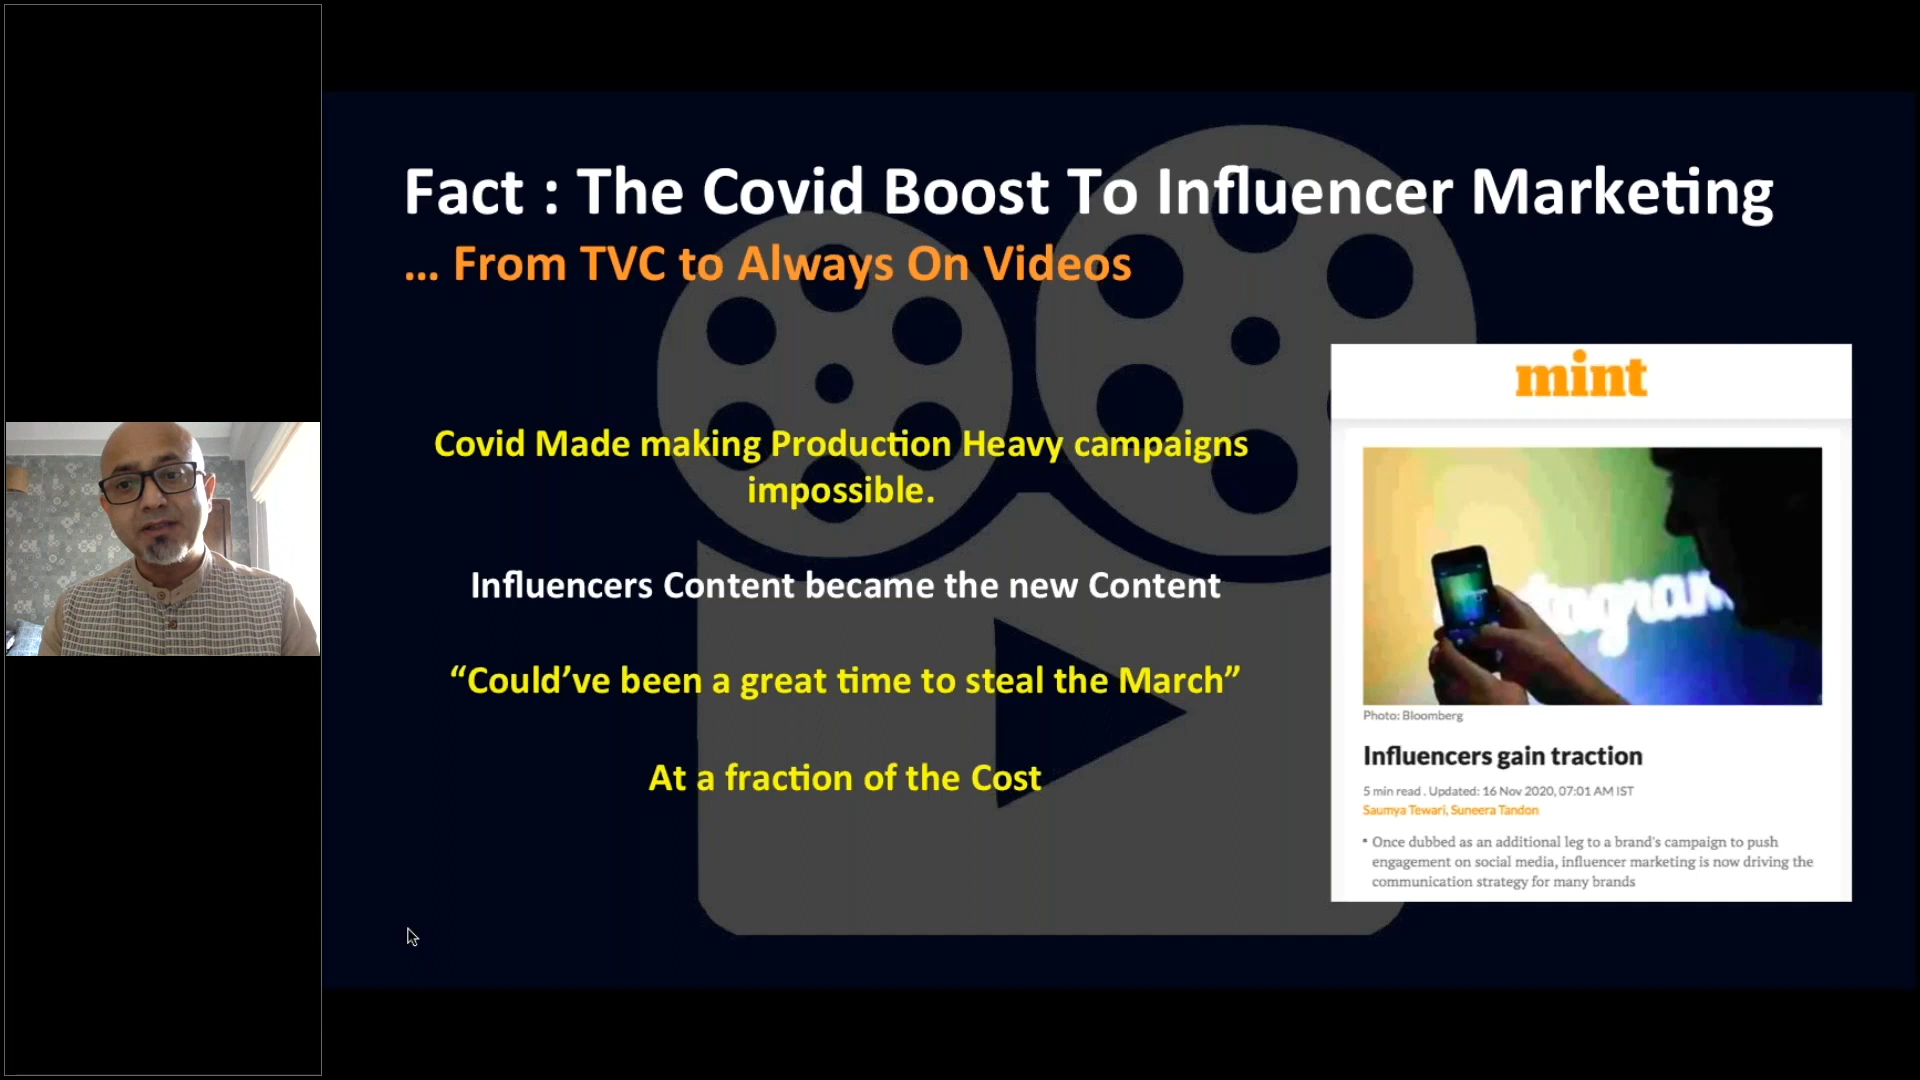 Fact : The Covid Boost To Influencer Marketing
... From TVC to Always On Videos
Covid Made making Production Heavy campaigns
impossible.
Influencers Content became the new Content
“Could’ve been a great time to steal the March”
At a fraction of the Cost
mint
tagram
Photo: Bloomberg
Influencers gain traction
5 min read . Updated: 16 Nov 2020, 07:01 AM IST
Saumya Tewari, Suneera Tandon
▪ Once dubbed as an additional leg to a brand's campaign to push
engagement on social media, influencer marketing is now driving the
communication strategy for many brands